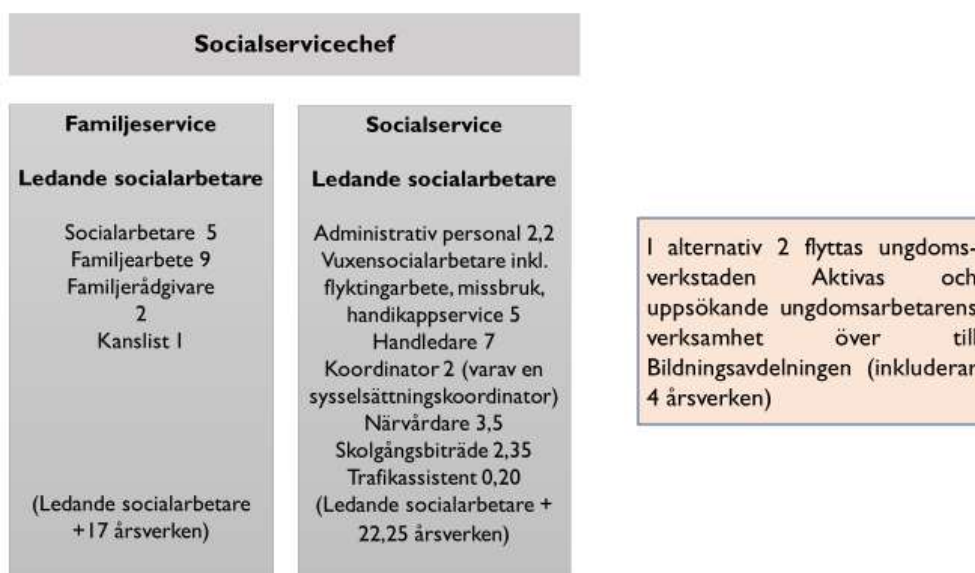 Socialservicechef
Familjeservice
Ledande socialarbetare
Socialarbetare 5
Familjearbete 9
Familjerådgivare
2
Kanslist 1
(Ledande socialarbetare
+17 årsverken)
Socialservice
Ledande socialarbetare
Administrativ personal 2,2
Vuxensocialarbetare inkl.
flyktingarbete, missbruk,
handikappservice 5
Handledare 7
Koordinator 2 (varav en
sysselsättningskoordinator)
Närvårdare 3,5
Skolgångsbiträde 2,35
Trafikassistent 0,20
(Ledande socialarbetare +
22,25 årsverken)
I alternativ 2 flyttas ungdoms-
verkstaden Aktivas och
uppsökande ungdomsarbetarens
verksamhet över till
Bildningsavdelningen (inkluderar
4 årsverken)